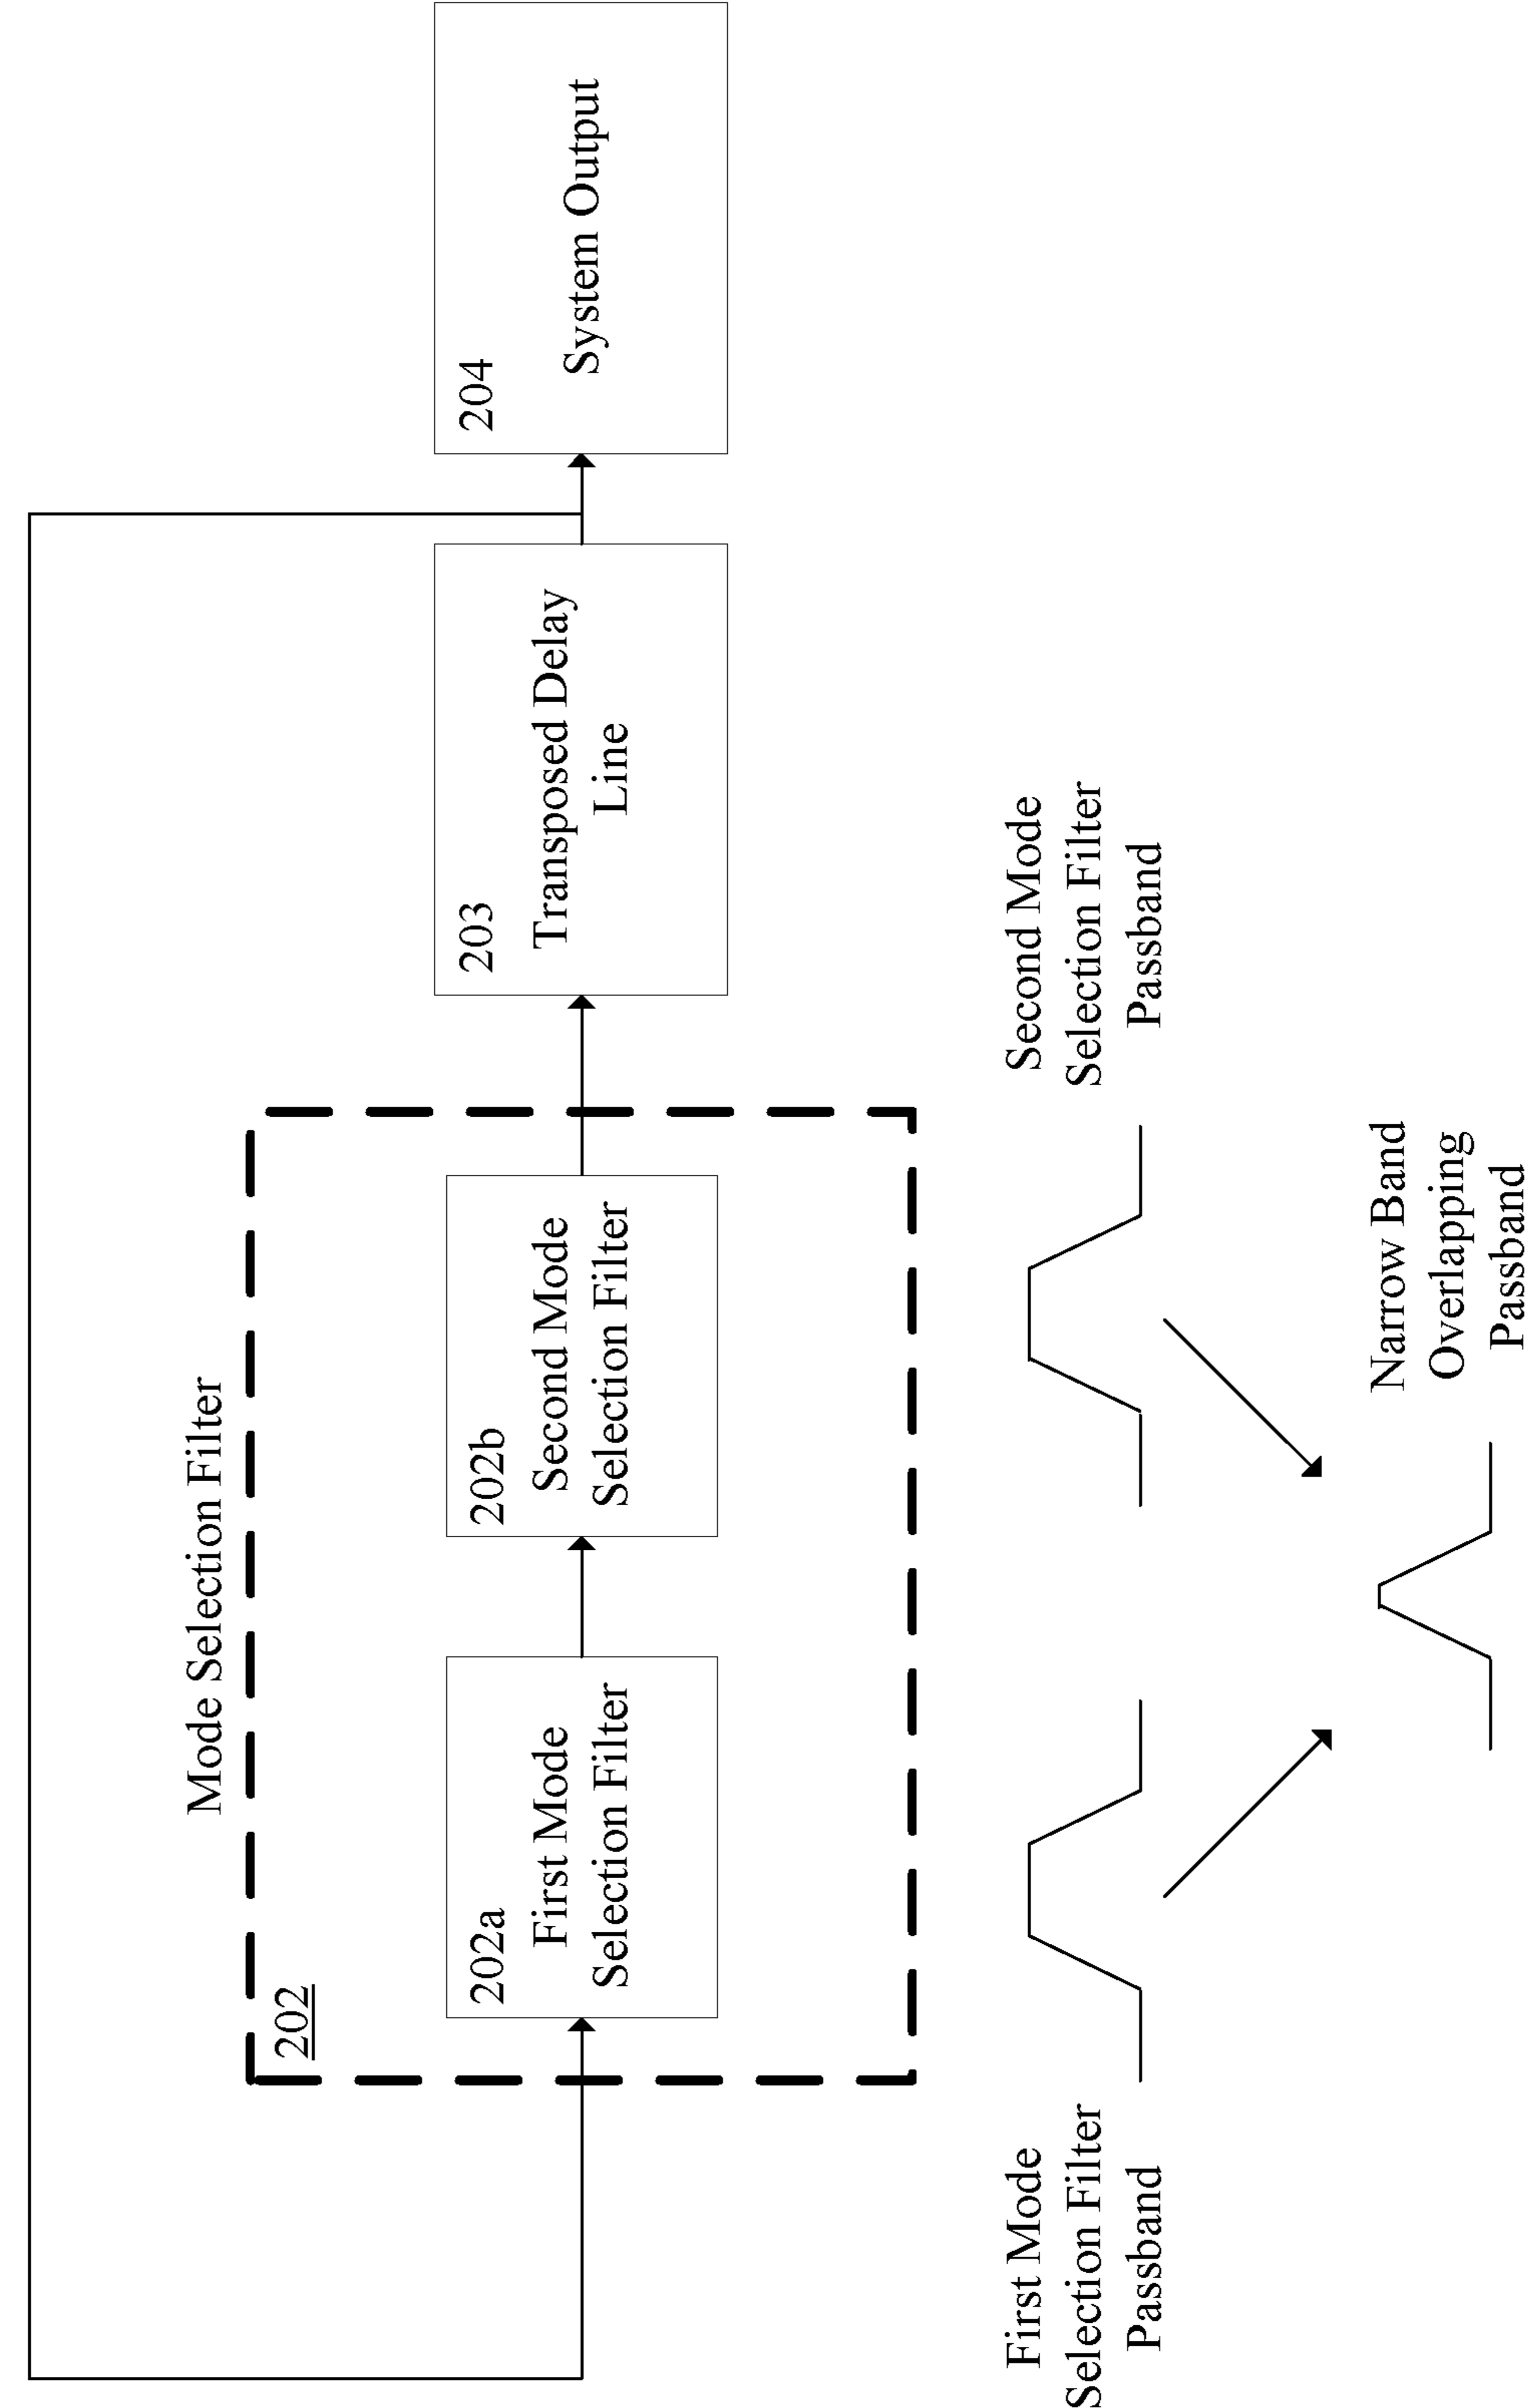 Mode Selection Filter
202
202a
First Mode
Selection Filter
202b
Second Mode
Selection Filter
203
Transposed Delay
Line
204
System Output
First Mode
Selection Filter
Passband
Second Mode
Selection Filter
Passband
Narrow Band
Overlapping
Passband